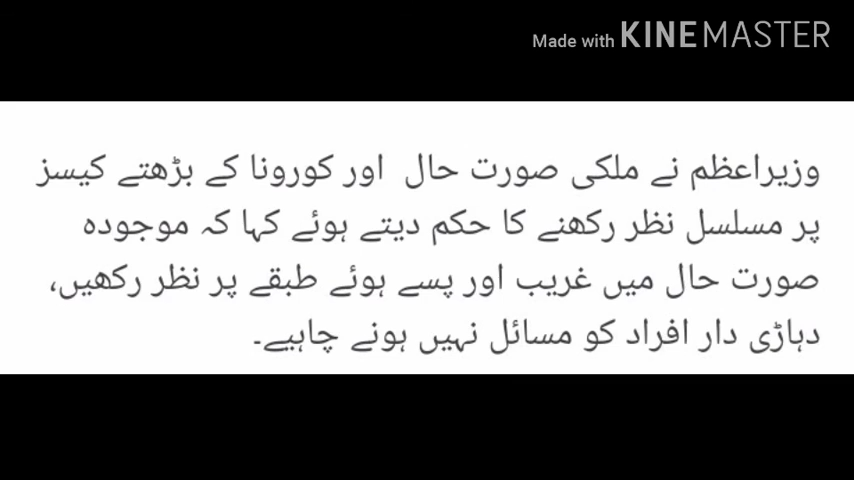 Made with KINEMASTER
وزیراعظم نے ملکی صورت حال اور کورونا کے بڑھتے کیسز
پر مسلسل نظر رکھنے کا حکم دیتے ہوئے کہا کہ موجودہ
صورت حال میں غریب اور پسے ہوئے طبقے پر نظر رکھیں،
دہاڑی دار افراد کو مسائل نہیں ہونے چاہیے۔